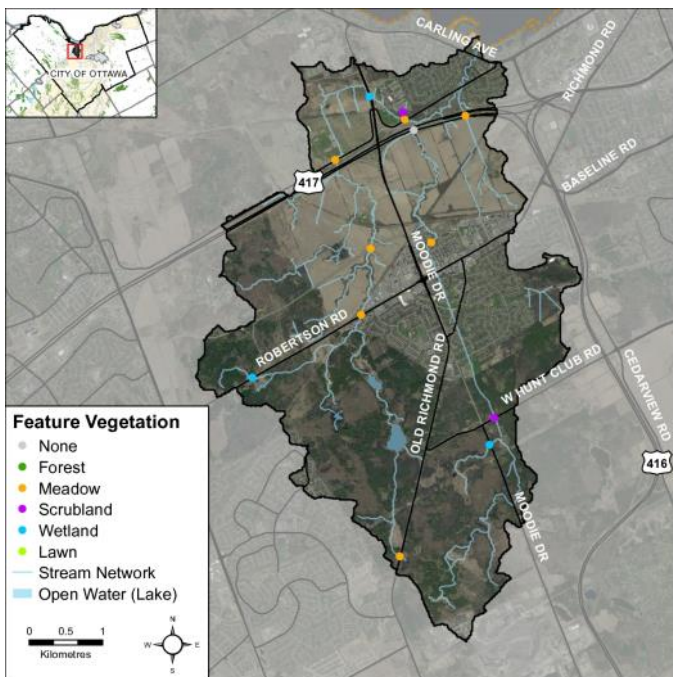 CITY OF OTTAWA
CARLING AVE
RICHMOND RD
BASELINE RD
417
MOODIE DR
ROBERTSON RD
OLD RICHMOND RD
W HUNT CLUB RD
CEDARVIEW RD
416
MOODIE DR
Feature Vegetation
None
Forest
Meadow
Scrubland
Wetland
Lawn
Stream Network
Open Water (Lake)
0 0.5 1
Kilometres
N
W E
S